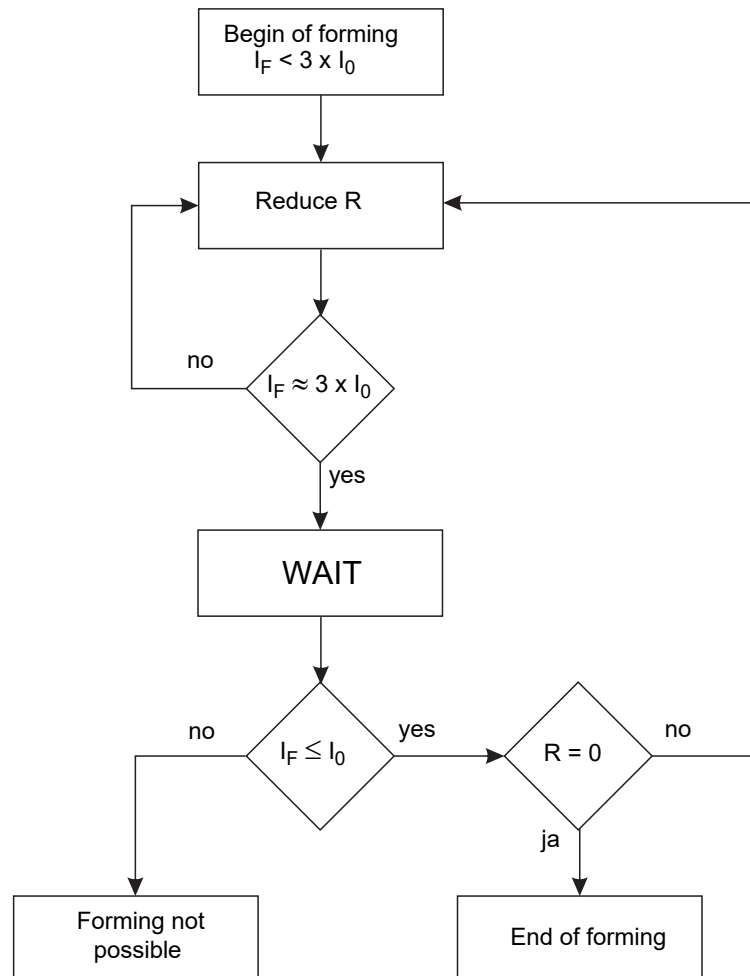 Begin of forming
I_F < 3 x I_0
Reduce R
no
I_F ≈ 3 x I_0
yes
WAIT
no
I_F ≤ I_0
yes
R = 0
no
ja
Forming not
possible
End of forming